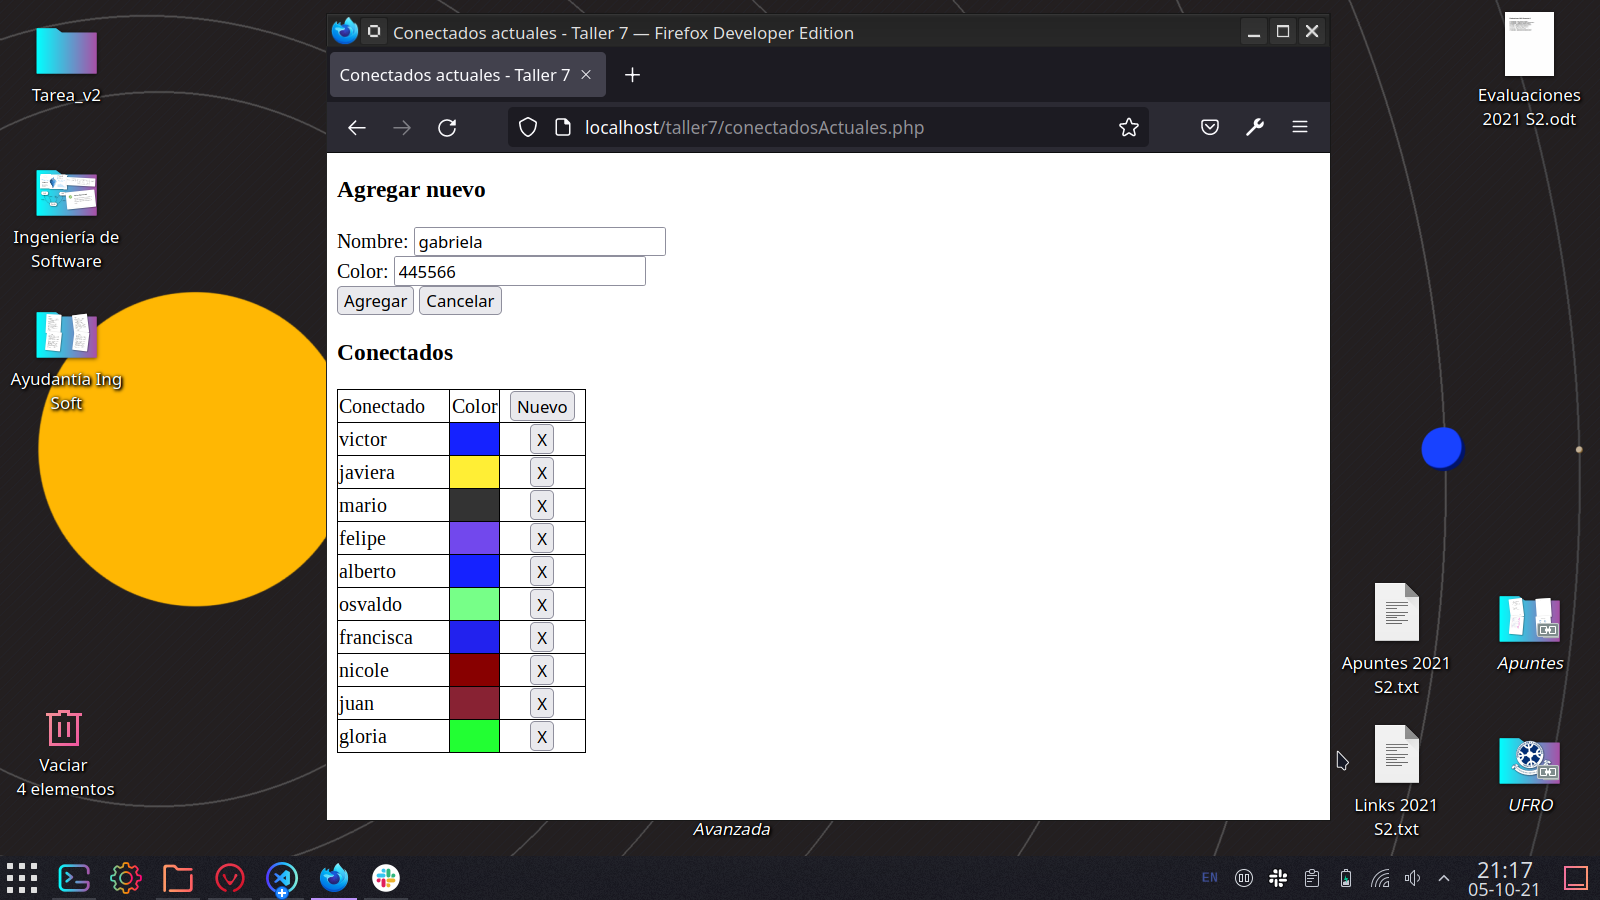 Conectados actuales - Taller 7 — Firefox Developer Edition
Conectados actuales - Taller 7
localhost/taller7/conectadosActuales.php
Agregar nuevo
Nombre: gabriela
Color: 445566
Agregar Cancelar
Conectados
Conectado Color Nuevo
victor X
javiera X
mario X
felipe X
alberto X
osvaldo X
francisca X
nicole X
juan X
gloria X
Tarea_v2
Ingeniería de
Software
Ayudantía Ing
Soft
Vaciar
4 elementos
Avanzada
Evaluaciones
2021 S2.odt
Apuntes 2021
S2.txt
Apuntes
Links 2021
S2.txt
UFRO
EN
21:17
05-10-21